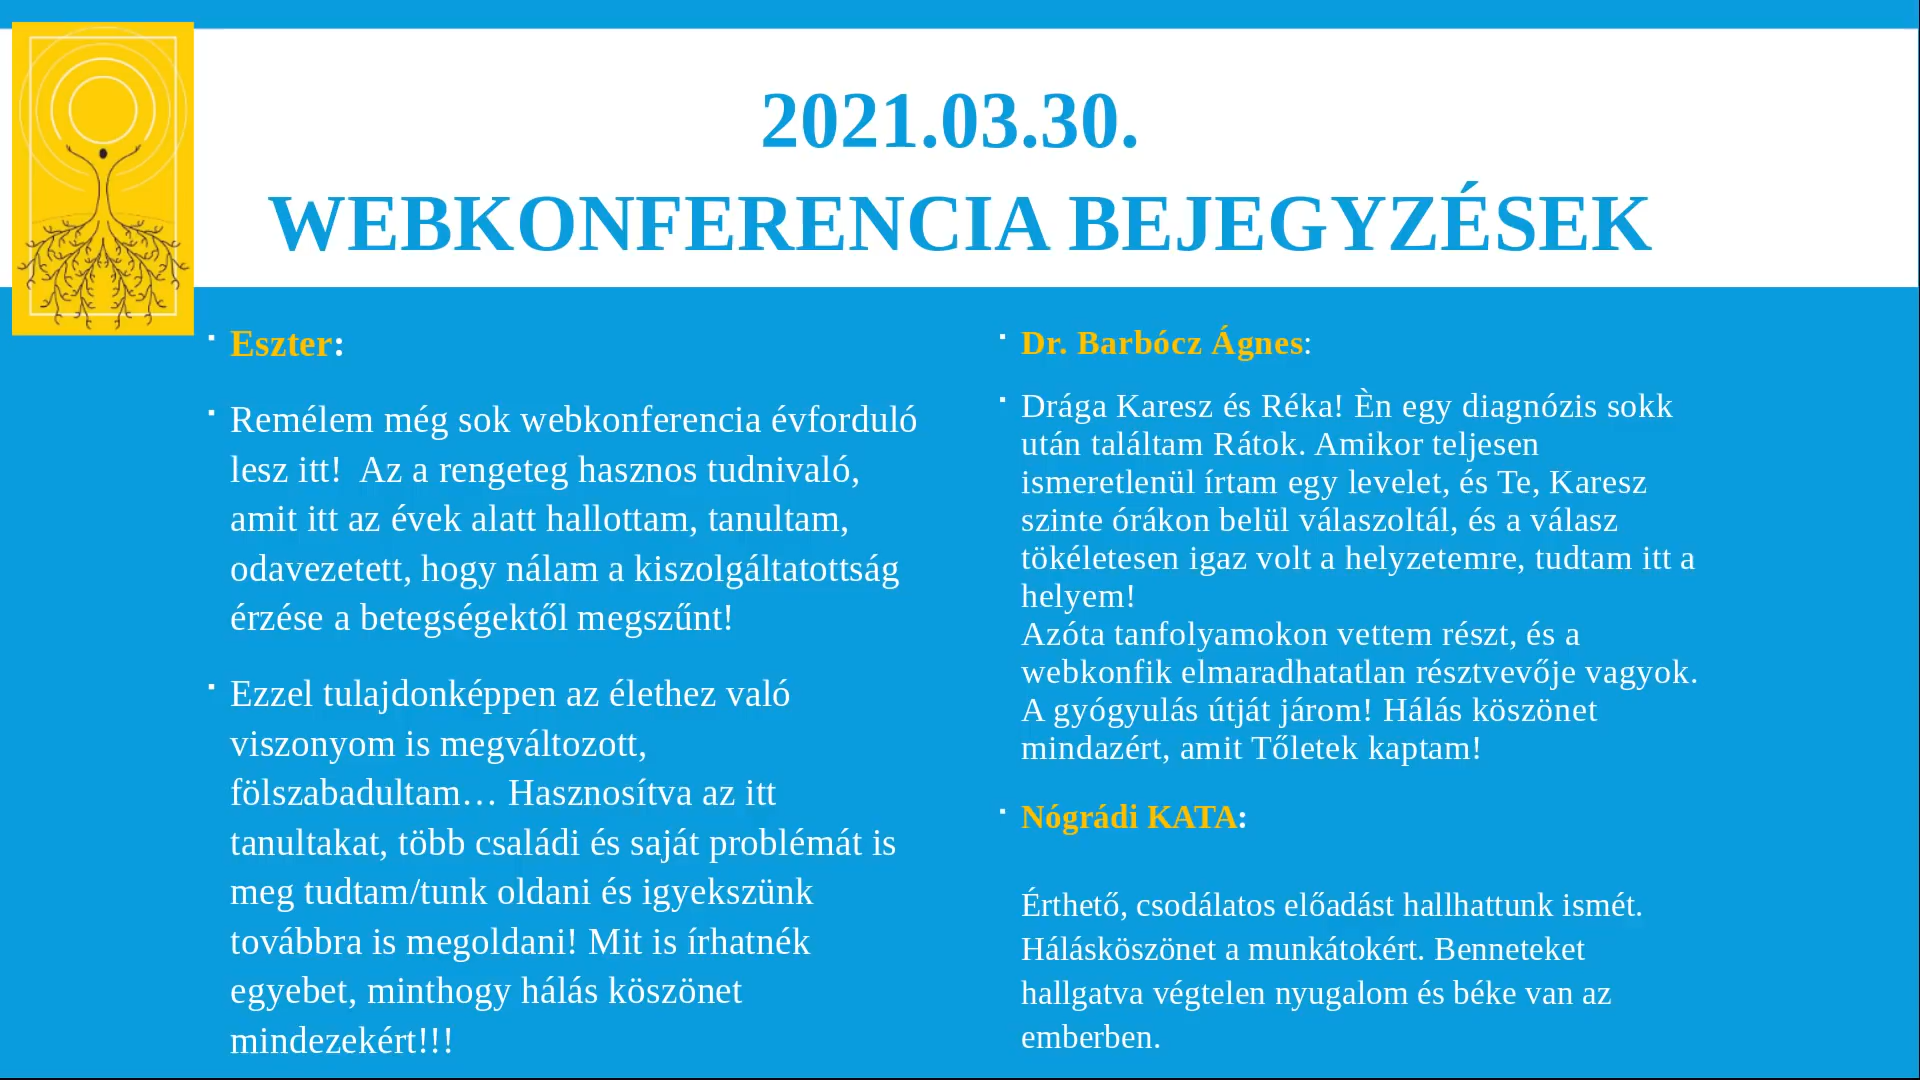 2021.03.30.
WEBKONFERENCIA BEJEGYZÉSEK
Eszter:
Remélem még sok webkonferencia évforduló
lesz itt!  Az a rengeteg hasznos tudnivaló,
amit itt az évek alatt hallottam, tanultam,
odavezetett, hogy nálam a kiszolgáltatottság
érzése a betegségektől megszűnt!
Ezzel tulajdonképpen az élethez való
viszonyom is megváltozott,
fölszabadultam… Hasznosítva az itt
tanultakat, több családi és saját problémát is
meg tudtam/tunk oldani és igyekszünk
továbbra is megoldani! Mit is írhatnék
egyebet, minthogy hálás köszönet
mindezekért!!!
Dr. Barbócz Ágnes:
Drága Karesz és Réka! Èn egy diagnózis sokk
után találtam Rátok. Amikor teljesen
ismeretlenül írtam egy levelet, és Te, Karesz
szinte órákon belül válaszoltál, és a válasz
tökéletesen igaz volt a helyzetemre, tudtam itt a
helyem!
Azóta tanfolyamokon vettem részt, és a
webkonfik elmaradhatatlan résztvevője vagyok.
A gyógyulás útját járom! Hálás köszönet
mindazért, amit Tőletek kaptam!
Nógrádi KATA:
Érthető, csodálatos előadást hallhattunk ismét.
Hálásköszönet a munkátokért. Benneteket
hallgatva végtelen nyugalom és béke van az
emberben.